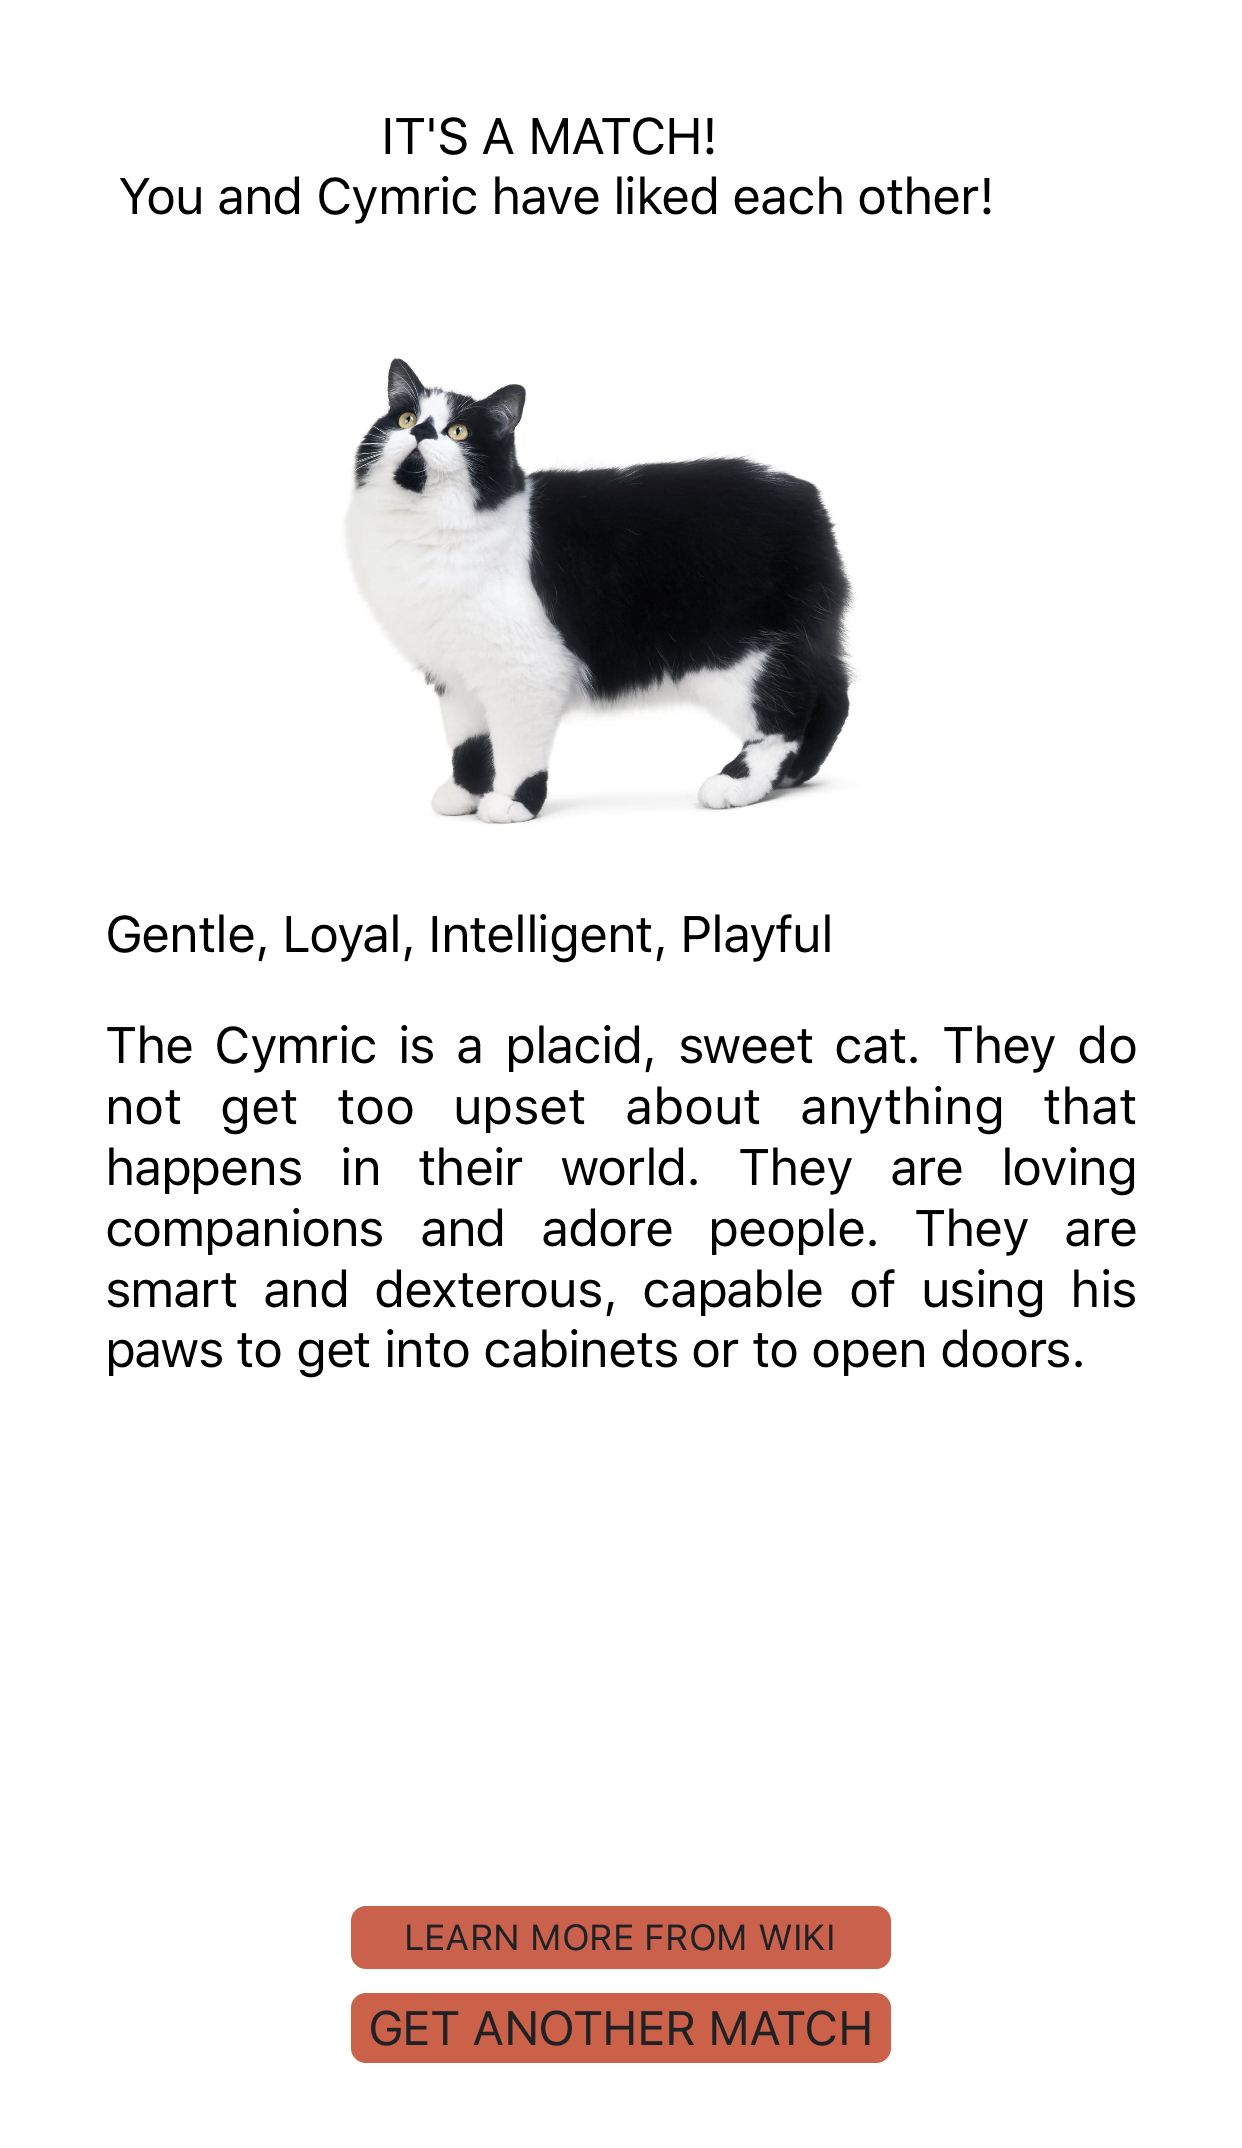 IT'S A MATCH!
You and Cymric have liked each other!
Gentle, Loyal, Intelligent, Playful
The Cymric is a placid, sweet cat. They do
not get too upset about anything that
happens in their world. They are loving
companions and adore people. They are
smart and dexterous, capable of using his
paws to get into cabinets or to open doors.
LEARN MORE FROM WIKI
GET ANOTHER MATCH